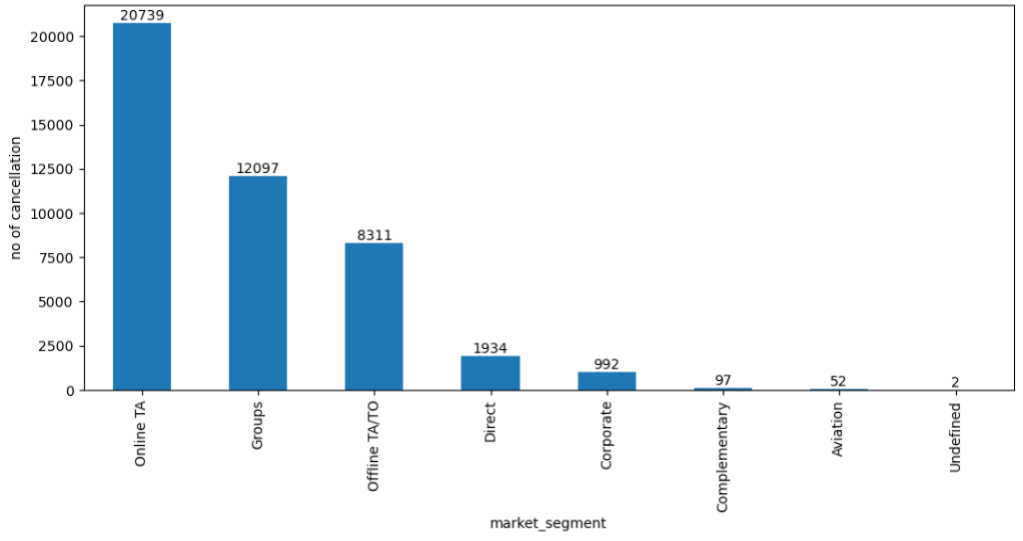 20739
20000
17500
15000
12500
12097
10000
8311
7500
5000
2500
1934
992
97
52
2
0
no of cancellation
Online TA
Groups
Offline TA/TO
Direct
Corporate
Complementary
Aviation
Undefined
market_segment